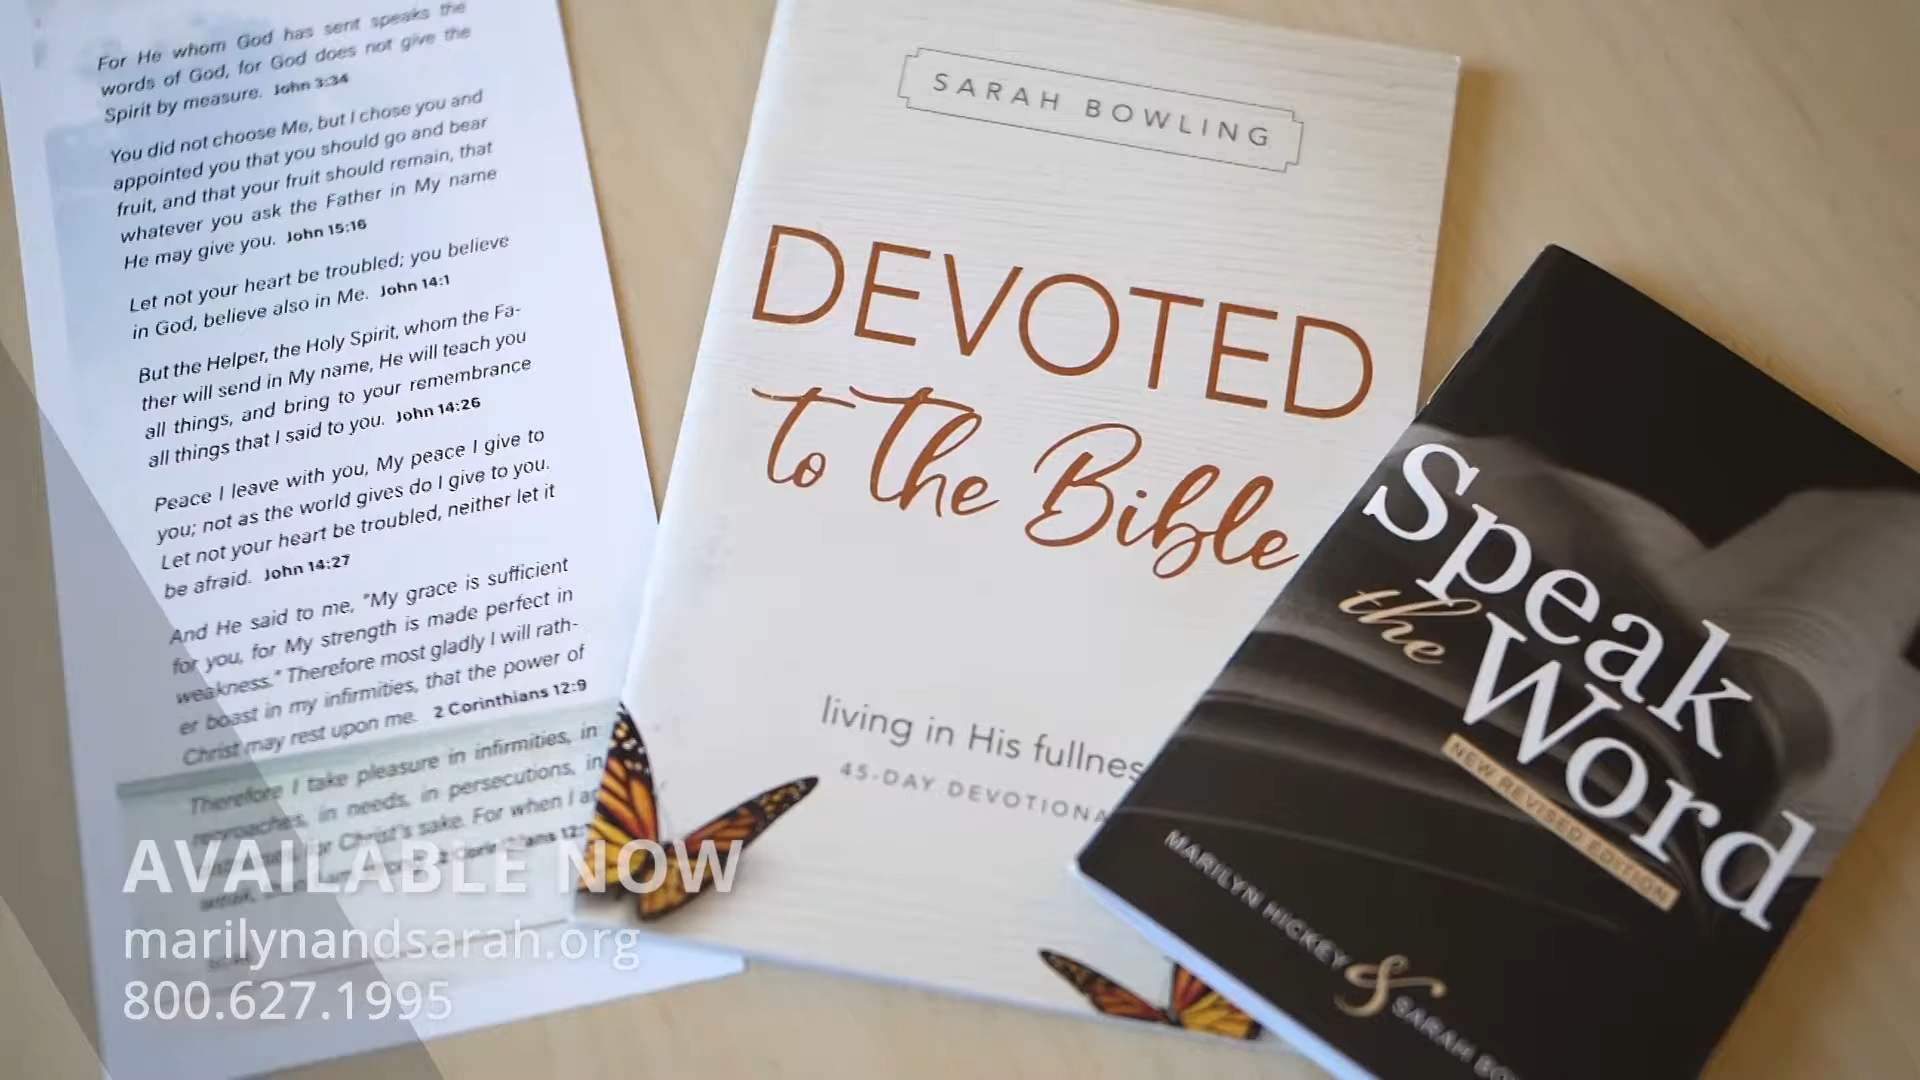 For He whom God has sent speaks the
words of God, for God does not give the
Spirit by measure. John 3:34
You did not choose Me, but I chose you and
appointed you that you should go and bear
fruit, and that your fruit should remain, that
whatever you ask the Father in My name
He may give you. John 15:16
Let not your heart be troubled; you believe
in God, believe also in Me. John 14:1
But the Helper, the Holy Spirit, whom the Fa-
ther will send in My name, He will teach you
all things, and bring to your remembrance
all things that I said to you. John 14:26
Peace I leave with you, My peace I give to
you; not as the world gives do I give to you.
Let not your heart be troubled, neither let it
be afraid. John 14:27
And He said to me, "My grace is sufficient
for you, for My strength is made perfect in
weakness." Therefore most gladly I will rath-
er boast in my infirmities, that the power of
Christ may rest upon me. 2 Corinthians 12:9
Therefore I take pleasure in infirmities, in
reproaches, in needs, in persecutions, in
for Christ's sake. For when I a
SARAH BOWLING
DEVOTED
to the Bible
living in His fullnes
45-DAY DEVOTIONA
Speak
the
Word
NEW REVISED EDITION
MARILYN HICKEY
&
SARAH BO
AVAILABLE NOW
marilynandsarah.org
800.627.1995